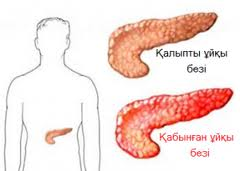 Қалыпты ұйқы
безі
Қабынған ұйқы
безі